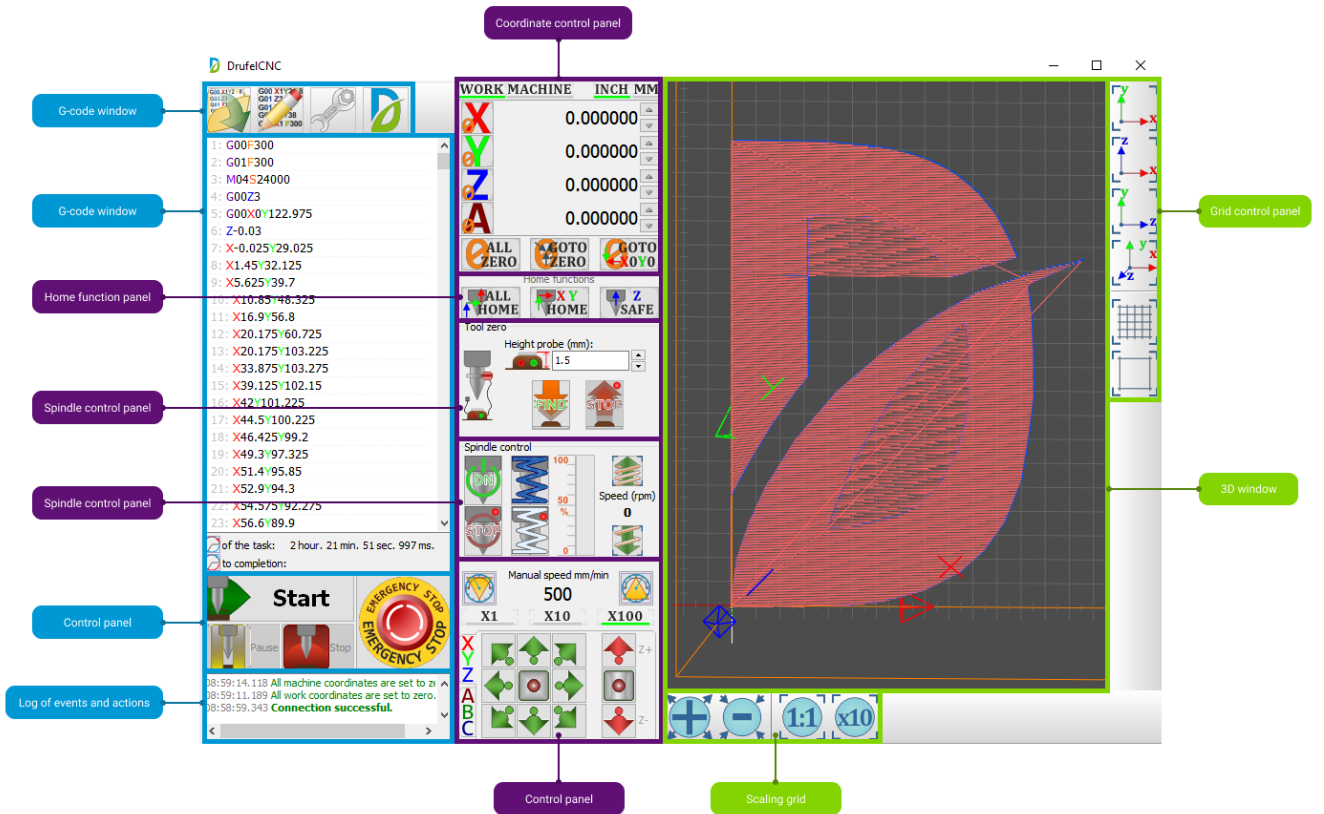 Coordinate control panel
DrufelCNC
G-code window
G00 X1Y2
G01
G00 X1Y2 8
G01 Z3
G01
WORK MACHINE INCH MM
X 0.000000
Y 0.000000
Z 0.000000
A 0.000000
ALL ZERO
GOTO ZERO
GOTO X0Y0
Home functions
ALL HOME
X Y HOME
Z SAFE
G-code window
1: G00F300
2: G01F300
3: M04S24000
4: G00Z3
5: G00X0Y122.975
6: Z-0.03
7: X-0.025Y29.025
8: X1.45Y32.125
9: X5.625Y39.7
10: X10.85Y48.325
11: X16.9Y56.8
12: X20.175Y60.725
13: X20.175Y103.225
14: X33.875Y103.275
15: X39.125Y102.15
16: X42Y101.225
17: X44.5Y100.225
18: X46.425Y99.2
19: X49.3Y97.325
20: X51.4Y95.85
21: X52.9Y94.3
22: X54.575Y92.275
23: X56.6Y89.9
of the task: 2 hour. 21 min. 51 sec. 997 ms.
to completion:
Home function panel
Spindle control panel
Tool zero
Height probe (mm):
1.5
FIND
STOP
Spindle control panel
Spindle control
ON
STOP
100
50
%
0
Speed (rpm)
0
Control panel
Start
Pause
Stop
EMERGENCY STOP
EMERGENCY STOP
Manual speed mm/min
500
X1 X10 X100
X
Y
Z
A
B
C
Z+
Z-
Log of events and actions
08:59:14.118 All machine coordinates are set to
08:59:11.189 All work coordinates are set to zero.
08:58:59.343 Connection successful.
Control panel
Y
X
y
x
z
x
y
z
y
x
z
Grid control panel
3D window
1:1
x10
Scaling grid